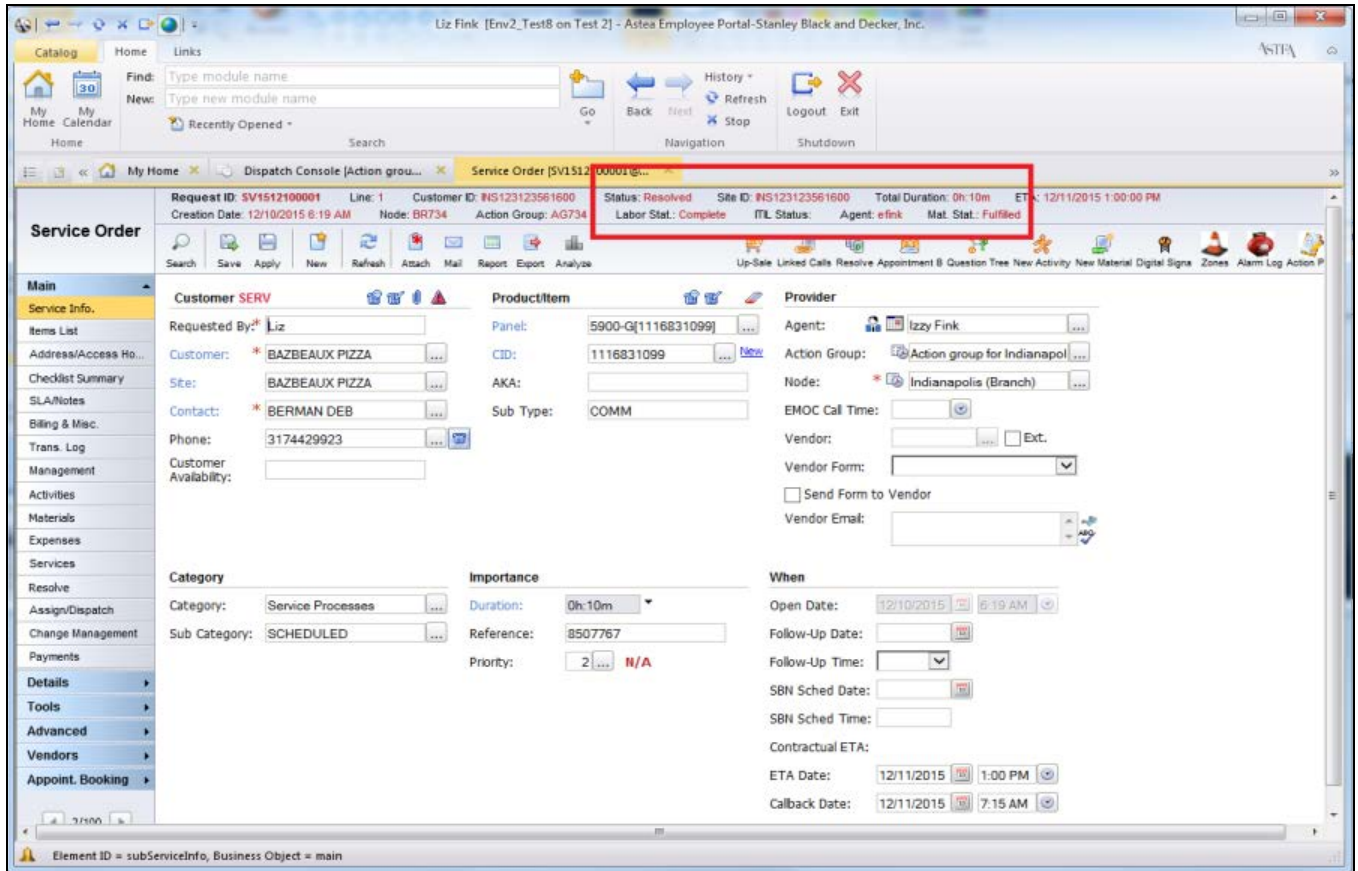 Liz Fink [Env2_Test8 on Test 2] - Astea Employee Portal-Stanley Black and Decker, Inc.
Catalog Home Links
Find: Type module name
New: Type new module name
My Home My Calendar
Recently Opened
Go Back Next History Refresh Stop Logout Exit
Home Search Navigation Shutdown
My Home Dispatch Console [Action grou... Service Order [SV1512100001@...
Request ID: SV1512100001 Line: 1 Customer ID: INS123123561600 Status: Resolved Site ID: INS123123561600 Total Duration: 0h:10m ETA: 12/11/2015 1:00:00 PM
Creation Date: 12/10/2015 6:19 AM Node: BR734 Action Group: AG734 Labor Stat.: Complete ITIL Status: Agent: efink Mat. Stat.: Fulfilled
Service Order
Search Save Apply New Refresh Attach Mail Report Export Analyze Up-Sale Linked Calls Resolve Appointment B Question Tree New Activity New Material Digital Signa Zones Alarm Log Action P
Main
Service Info.
Items List
Address/Access Ho...
Checklist Summary
SLA/Notes
Billing & Misc.
Trans. Log
Management
Activities
Materials
Expenses
Services
Resolve
Assign/Dispatch
Change Management
Payments
Details
Tools
Advanced
Vendors
Appoint. Booking
2/100
Customer SERV
Requested By:* Liz
Customer: * BAZBEAUX PIZZA ...
Site: BAZBEAUX PIZZA ...
Contact: * BERMAN DEB ...
Phone: 3174429923 ...
Customer Availability:
Product/Item
Panel: 5900-G[1116831099] ...
CID: 1116831099 ... New
AKA:
Sub Type: COMM
Provider
Agent: Izzy Fink ...
Action Group: Action group for Indianapol ...
Node: * Indianapolis (Branch) ...
EMOC Call Time:
Vendor: ... Ext.
Vendor Form:
Send Form to Vendor
Vendor Email:
ABC
Category
Category: Service Processes ...
Sub Category: SCHEDULED ...
Importance
Duration: 0h:10m
Reference: 8507767
Priority: 2 ... N/A
When
Open Date: 12/10/2015 6:19 AM
Follow-Up Date:
Follow-Up Time:
SBN Sched Date:
SBN Sched Time:
Contractual ETA:
ETA Date: 12/11/2015 1:00 PM
Callback Date: 12/11/2015 7:15 AM
Element ID = subServiceInfo, Business Object = main